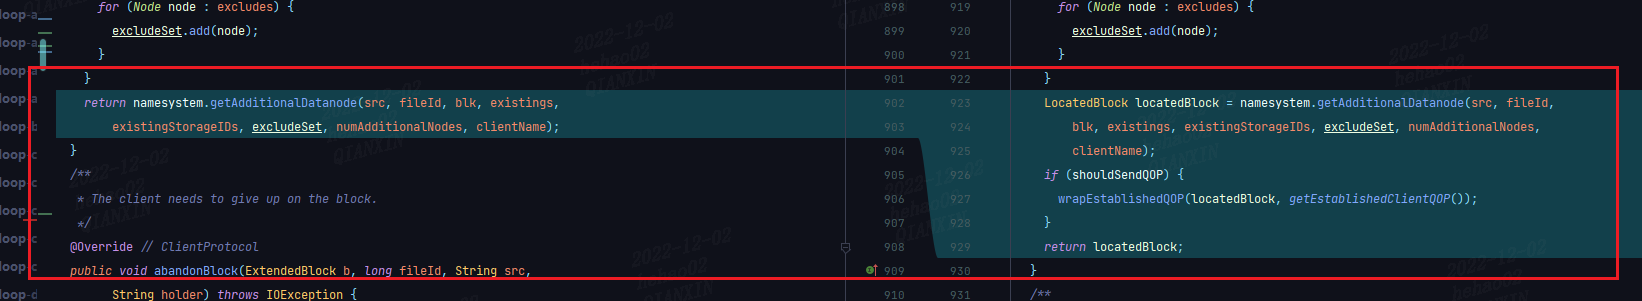 for (Node node : excludes) {
excludeSet.add(node);
}
}
return namesystem.getAdditionalDatanode(src, fileId, blk, existings,
existingStorageIDs, excludeSet, numAdditionalNodes, clientName);
}
/**
* The client needs to give up on the block.
*/
@Override // ClientProtocol
public void abandonBlock(ExtendedBlock b, long fileId, String src,
String holder) throws IOException {
898 919
899 920
900 921
901 922
902 923
903 924
904 925
905 926
906 927
907 928
908 929
909 930
910 931
for (Node node : excludes) {
excludeSet.add(node);
}
}
LocatedBlock locatedBlock = namesystem.getAdditionalDatanode(src, fileId,
blk, existings, existingStorageIDs, excludeSet, numAdditionalNodes,
clientName);
if (shouldSendQOP) {
wrapEstablishedQOP(locatedBlock, getEstablishedClientQOP());
}
return locatedBlock;
}
/**
loop-a
loop-a
loop-a
loop-a
loop-b
loop-c
loop-c
loop-c
loop-c
loop-c
loop-d
2022-12-02
hehao02
QIANXIN